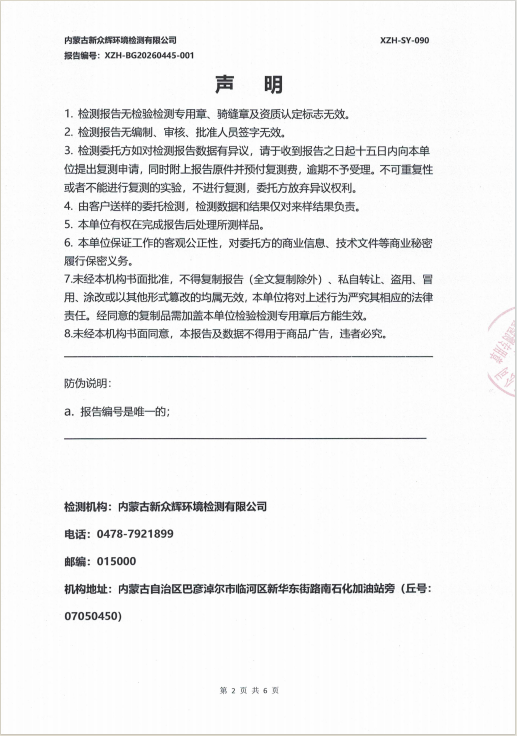 内蒙古新众辉环境检测有限公司 XZH-SY-090
报告编号：XZH-BG20260445-001
声 明
1. 检测报告无检验检测专用章、骑缝章及资质认定标志无效。
2. 检测报告无编制、审核、批准人员签字无效。
3. 检测委托方如对检测报告数据有异议，请于收到报告之日起十五日内向本单
位提出复测申请，同时附上报告原件并预付复测费，逾期不予受理。不可重复性
或者不能进行复测的实验，不进行复测，委托方放弃异议权利。
4. 由客户送样的委托检测，检测数据和结果仅对来样结果负责。
5. 本单位有权在完成报告后处理所测样品。
6. 本单位保证工作的客观公正性，对委托方的商业信息、技术文件等商业秘密
履行保密义务。
7.未经本机构书面批准，不得复制报告（全文复制除外）、私自转让、盗用、冒
用、涂改或以其他形式篡改的均属无效，本单位将对上述行为严究其相应的法律
责任。经同意的复制品需加盖本单位检验检测专用章后方能生效。
8.未经本机构书面同意，本报告及数据不得用于商品广告，违者必究。
防伪说明：
a. 报告编号是唯一的；
检测机构：内蒙古新众辉环境检测有限公司
电话：0478-7921899
邮编：015000
机构地址：内蒙古自治区巴彦淖尔市临河区新华东街路南石化加油站旁（丘号：
07050450）
第 2 页 共 6 页